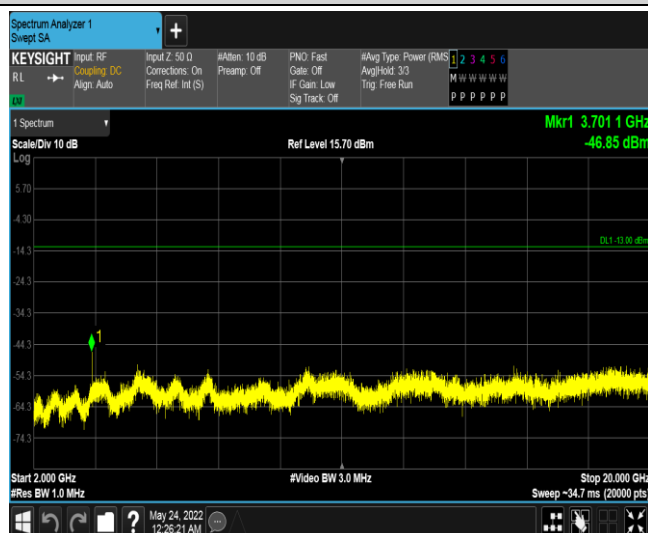 Spectrum Analyzer 1
Swept SA
KEYSIGHT
Input: RF
Coupling: DC
Align: Auto
Input Z: 50 Ω
Corrections: On
Freq Ref: Int (S)
#Atten: 10 dB
Preamp: Off
PNO: Fast
Gate: Off
IF Gain: Low
Sig Track: Off
#Avg Type: Power (RMS
Avg|Hold: 3/3
Trig: Free Run
1 2 3 4 5 6
M W W W W W
P P P P P P
RL
LXI
1 Spectrum
Mkr1 3.701 1 GHz
Scale/Div 10 dB
Ref Level 15.70 dBm
-46.85 dBm
Log
5.70
-4.30
DL1 -13.00 dBm
-14.3
-24.3
-34.3
1
-44.3
-54.3
-64.3
-74.3
Start 2.000 GHz
#Video BW 3.0 MHz
Stop 20.000 GHz
#Res BW 1.0 MHz
Sweep ~34.7 ms (20000 pts)
May 24, 2022
12:26:21 AM